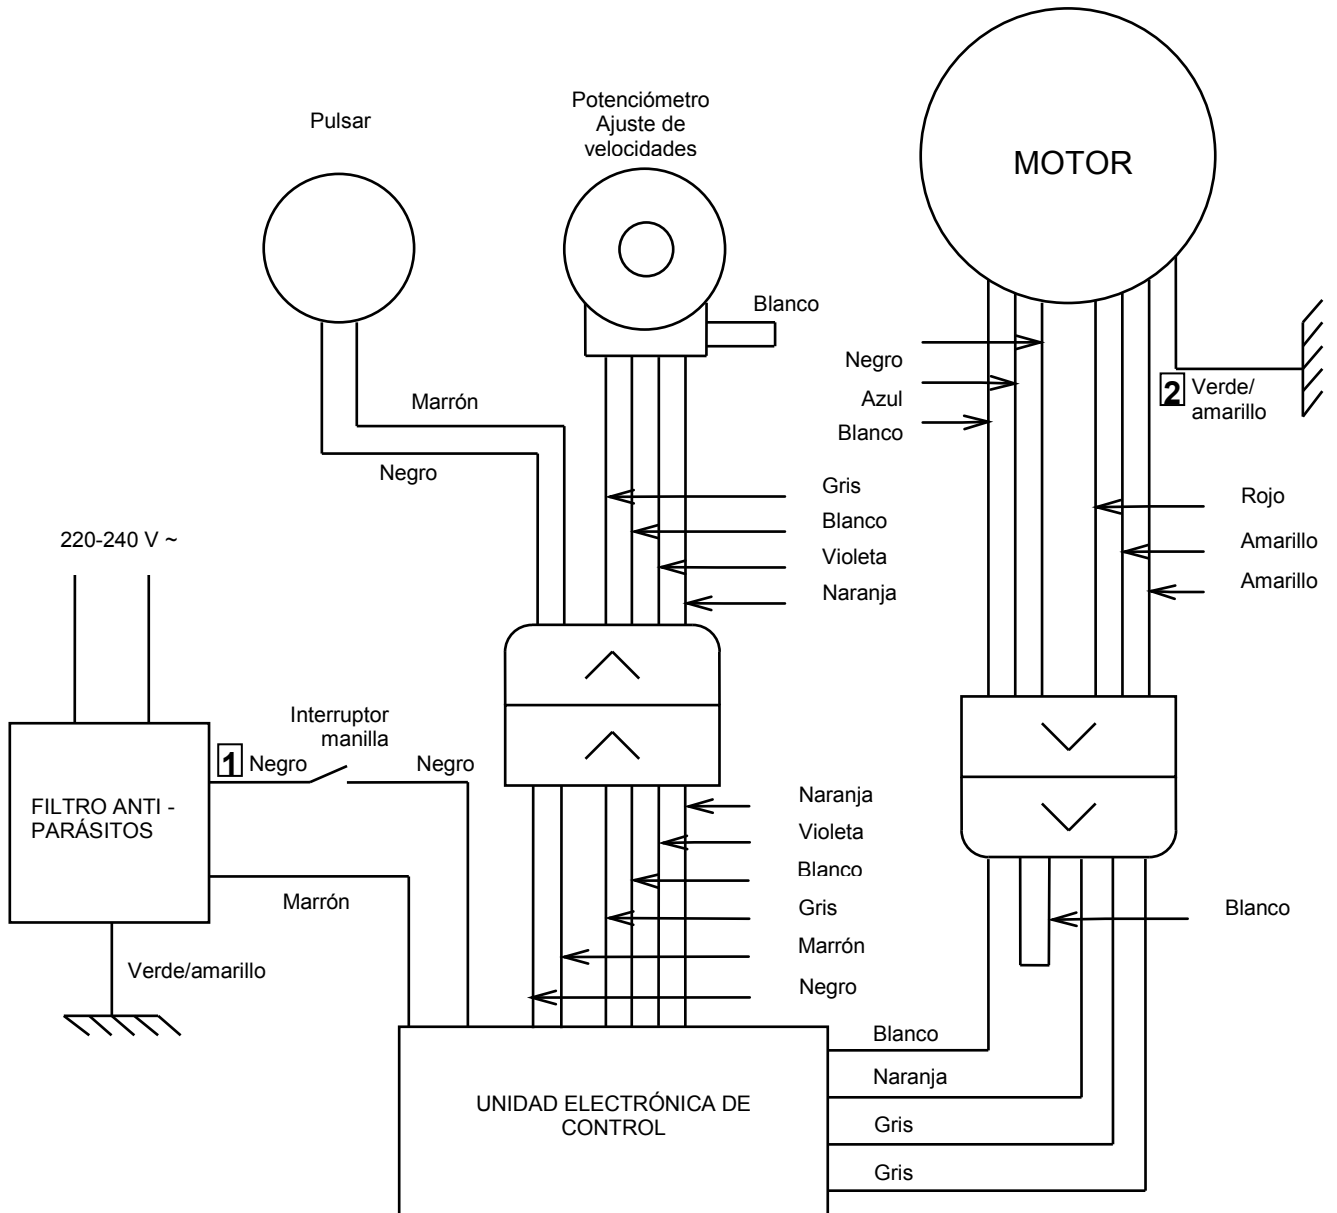 Pulsar
Potenciómetro
Ajuste de
velocidades
MOTOR
Blanco
Negro
Azul
Blanco
2 Verde/
amarillo
Marrón
Negro
Gris
Blanco
Violeta
Naranja
Rojo
Amarillo
Amarillo
220-240 V ~
Interruptor
manilla
1 Negro
Negro
FILTRO ANTI -
PARÁSITOS
Marrón
Verde/amarillo
Naranja
Violeta
Blanco
Gris
Marrón
Negro
Blanco
Blanco
Naranja
Gris
Gris
UNIDAD ELECTRÓNICA DE
CONTROL